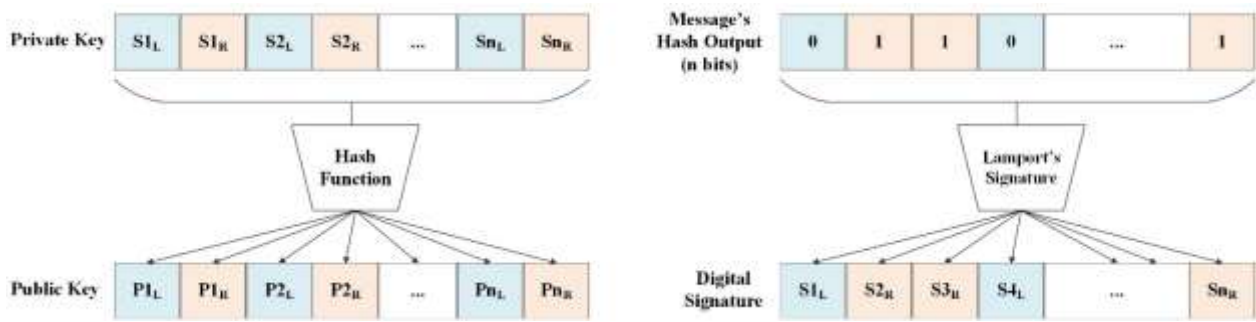 Private Key S1L S1R S2L S2R ... SnL SnR
Hash
Function
Public Key P1L P1R P2L P2R ... PnL PnR
Message's
Hash Output
(n bits)
0 1 1 0 ... 1
Lamport's
Signature
Digital
Signature
S1L S2R S3R S4L ... SnR